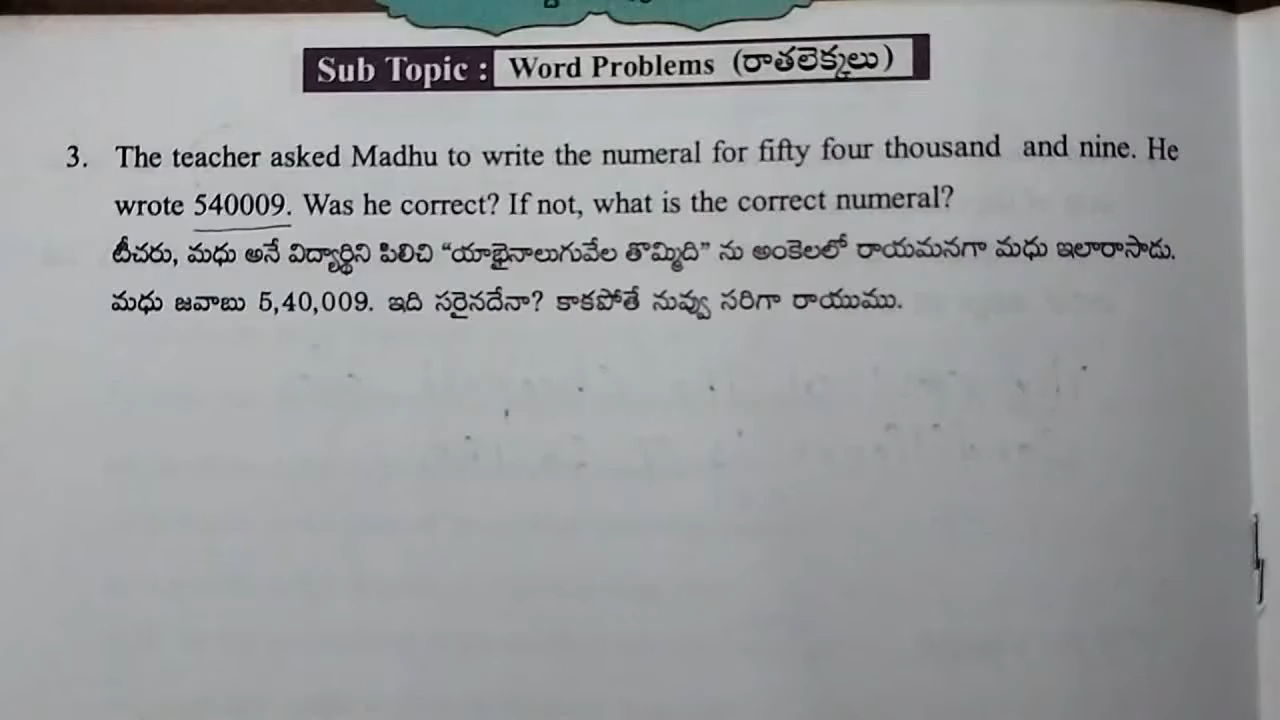 Sub Topic : Word Problems (రాతలెక్కలు)
3. The teacher asked Madhu to write the numeral for fifty four thousand and nine. He
wrote 540009. Was he correct? If not, what is the correct numeral?
టీచరు, మధు అనే విద్యార్థిని పిలిచి “యాభైనాలుగువేల తొమ్మిది” ను అంకెలలో రాయమనగా మధు ఇలారాసాడు.
మధు జవాబు 5,40,009. ఇది సరైనదేనా? కాకపోతే నువ్వు సరిగా రాయుము.